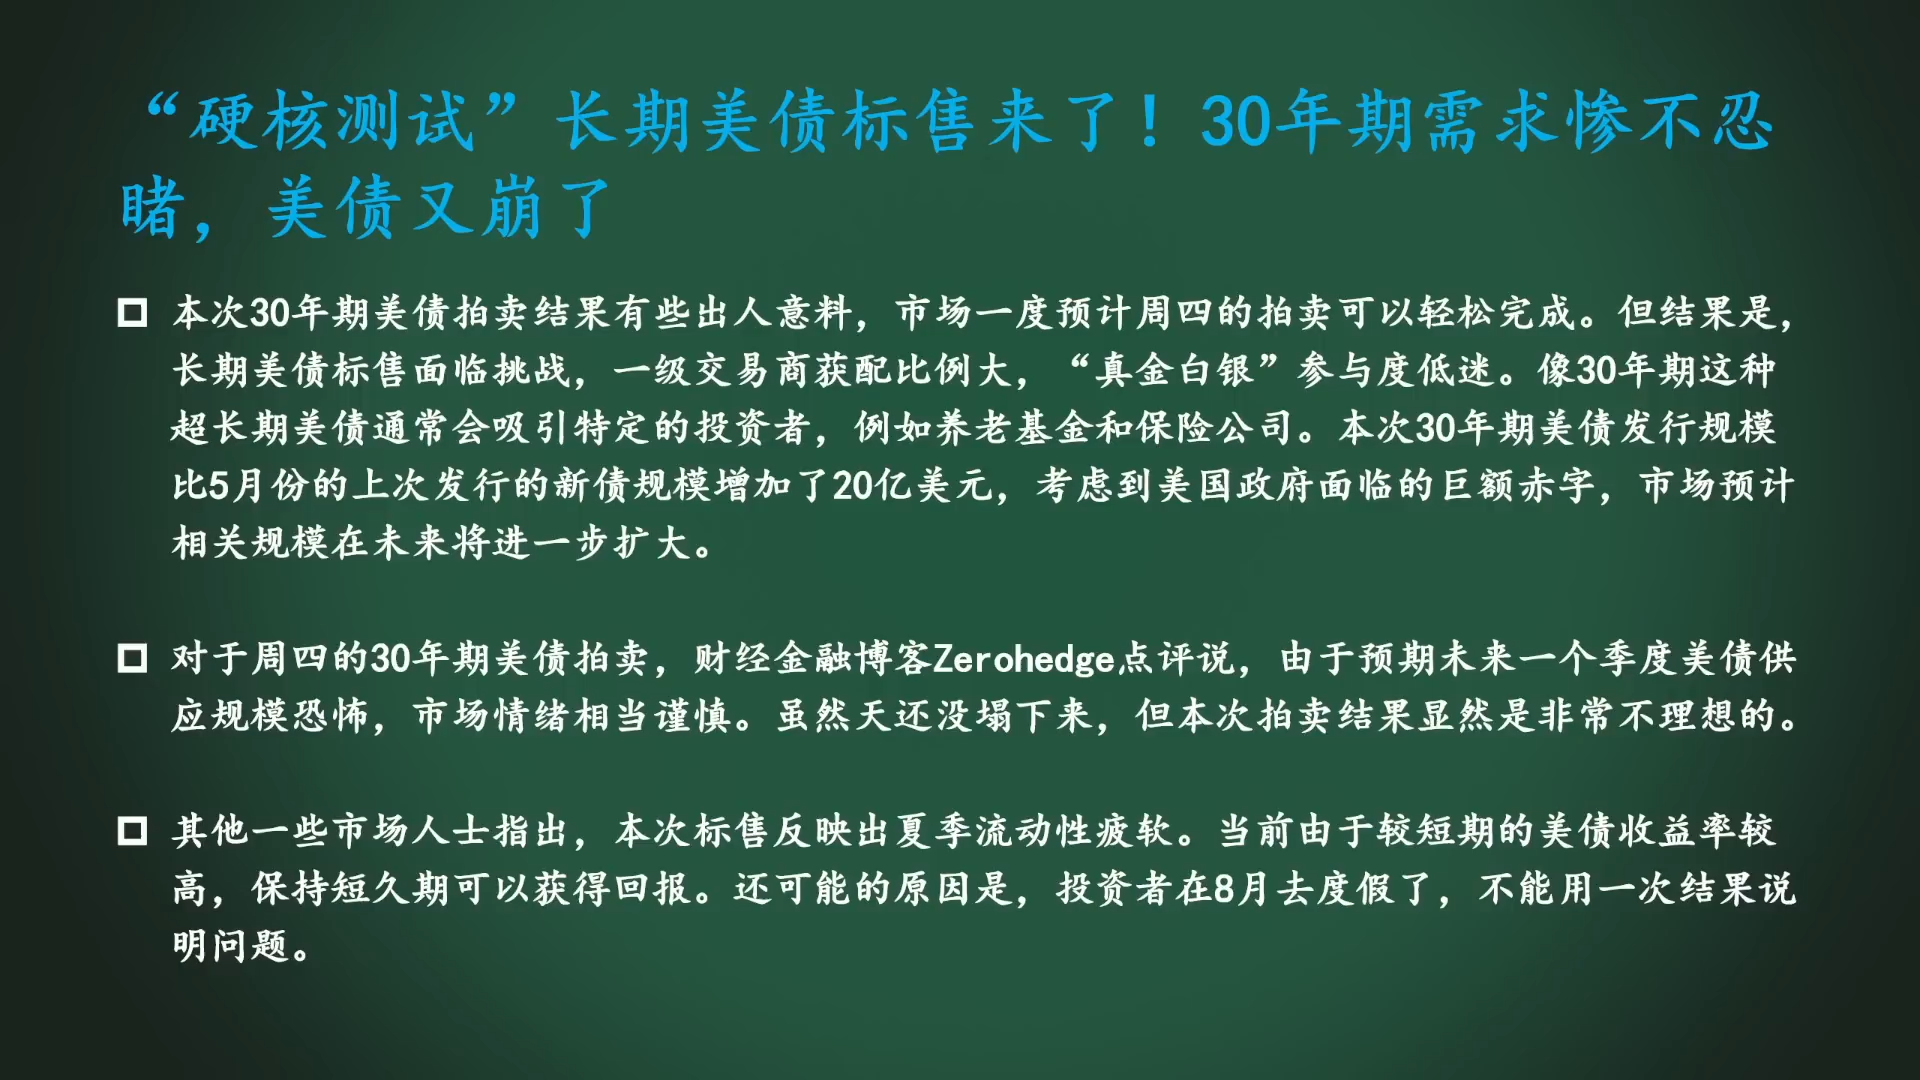 “硬核测试”长期美债标售来了！30年期需求惨不忍
睹，美债又崩了
本次30年期美债拍卖结果有些出人意料，市场一度预计周四的拍卖可以轻松完成。但结果是，
长期美债标售面临挑战，一级交易商获配比例大，“真金白银”参与度低迷。像30年期这种
超长期美债通常会吸引特定的投资者，例如养老基金和保险公司。本次30年期美债发行规模
比5月份的上次发行的新债规模增加了20亿美元，考虑到美国政府面临的巨额赤字，市场预计
相关规模在未来将进一步扩大。
对于周四的30年期美债拍卖，财经金融博客Zerohedge点评说，由于预期未来一个季度美债供
应规模恐怖，市场情绪相当谨慎。虽然天还没塌下来，但本次拍卖结果显然是非常不理想的。
其他一些市场人士指出，本次标售反映出夏季流动性疲软。当前由于较短期的美债收益率较
高，保持短久期可以获得回报。还可能的原因是，投资者在8月去度假了，不能用一次结果说
明问题。